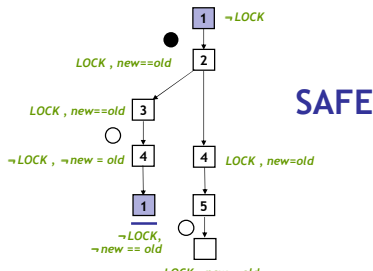 1 ¬ LOCK
2
LOCK , new==old
SAFE
LOCK , new==old 3
¬ LOCK , ¬ new = old 4
4 LOCK , new=old
1
5
¬ LOCK,
¬ new == old